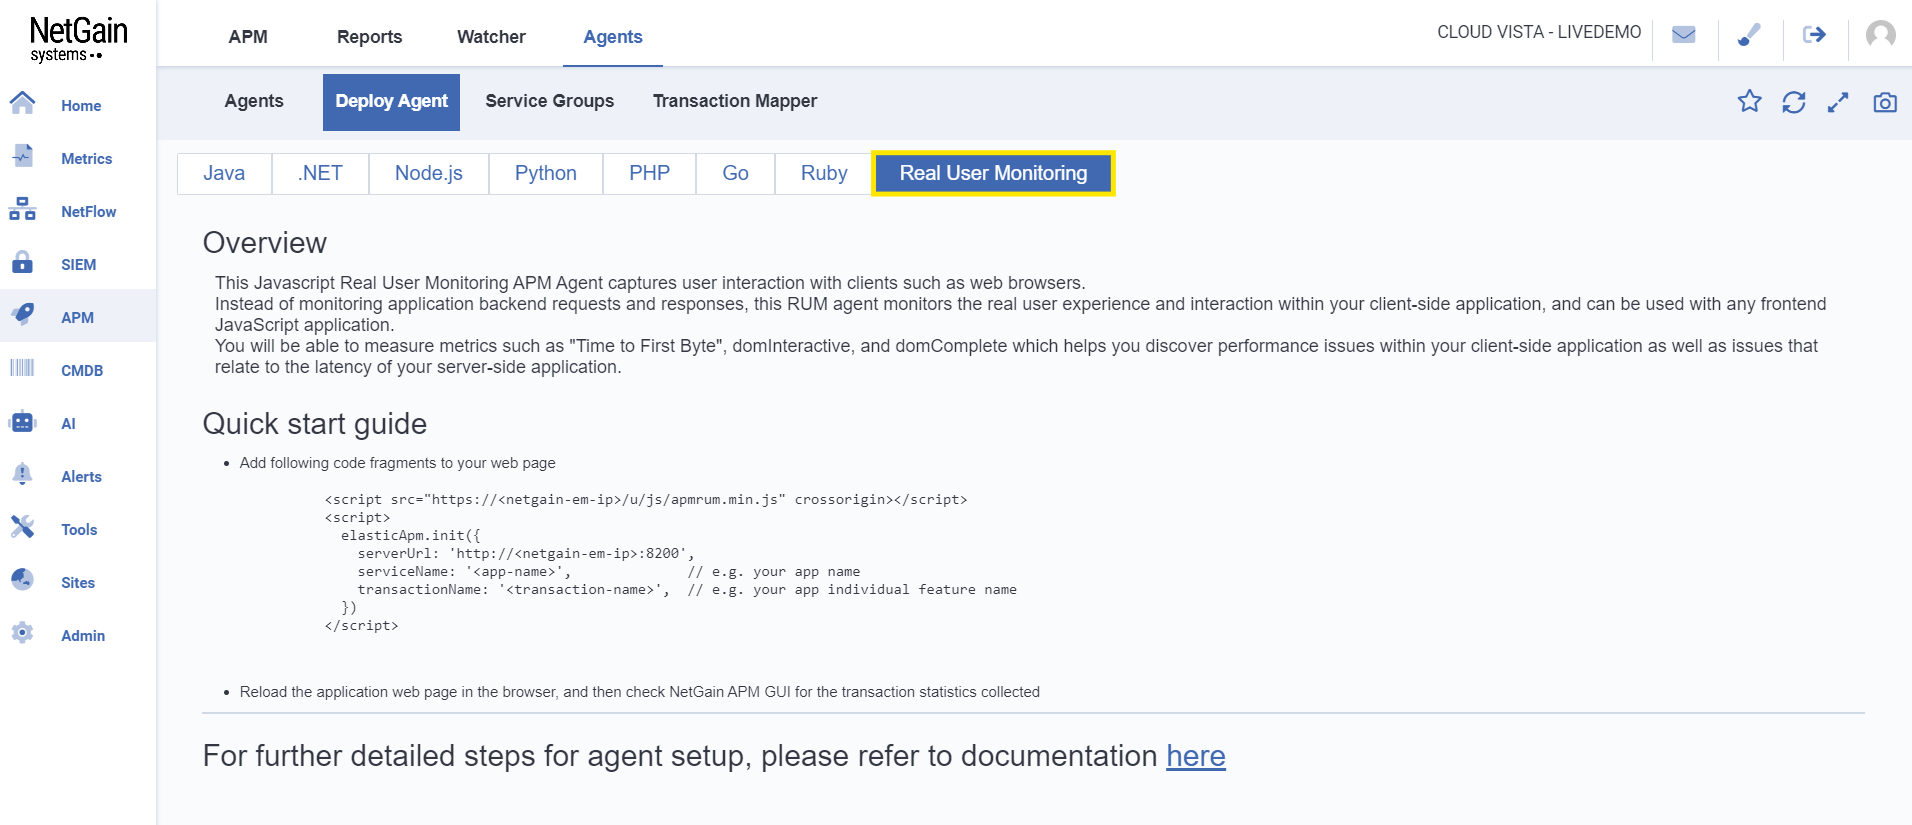 NetGain
systems
APM Reports Watcher Agents
CLOUD VISTA - LIVEDEMO
Home
Metrics
NetFlow
SIEM
APM
CMDB
AI
Alerts
Tools
Sites
Admin
Agents Deploy Agent Service Groups Transaction Mapper
Java .NET Node.js Python PHP Go Ruby Real User Monitoring
Overview
This Javascript Real User Monitoring APM Agent captures user interaction with clients such as web browsers.
Instead of monitoring application backend requests and responses, this RUM agent monitors the real user experience and interaction within your client-side application, and can be used with any frontend
JavaScript application.
You will be able to measure metrics such as "Time to First Byte", domInteractive, and domComplete which helps you discover performance issues within your client-side application as well as issues that
relate to the latency of your server-side application.
Quick start guide
• Add following code fragments to your web page
<script src="https://<netgain-em-ip>/u/js/apmrum.min.js" crossorigin></script>
<script>
elasticApm.init({
serverUrl: 'http://<netgain-em-ip>:8200',
serviceName: '<app-name>', // e.g. your app name
transactionName: '<transaction-name>', // e.g. your app individual feature name
})
</script>
• Reload the application web page in the browser, and then check NetGain APM GUI for the transaction statistics collected
For further detailed steps for agent setup, please refer to documentation here